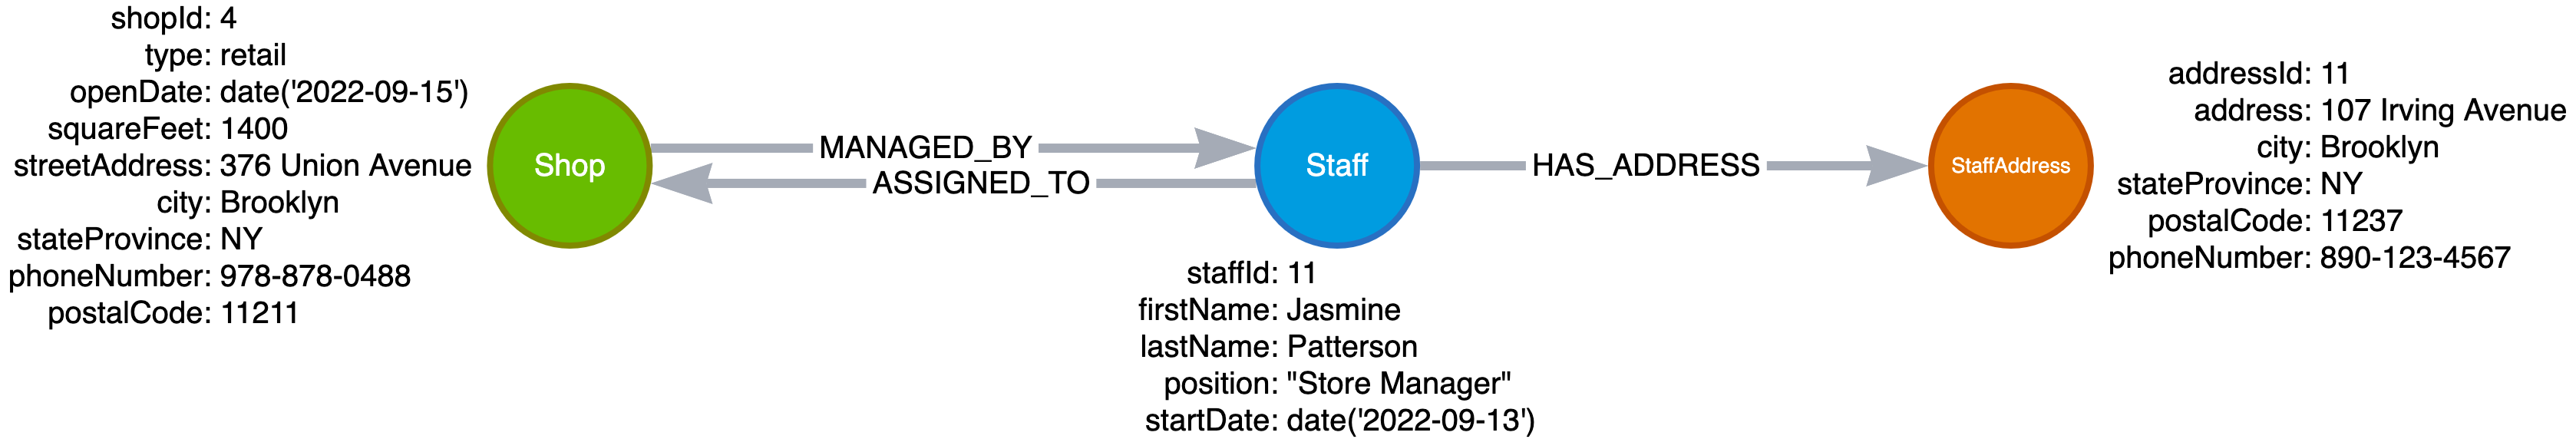 shopId: 4
type: retail
openDate: date('2022-09-15')
squareFeet: 1400
streetAddress: 376 Union Avenue
city: Brooklyn
stateProvince: NY
phoneNumber: 978-878-0488
postalCode: 11211
Shop
MANAGED_BY
ASSIGNED_TO
Staff
staffId: 11
firstName: Jasmine
lastName: Patterson
position: "Store Manager"
startDate: date('2022-09-13')
HAS_ADDRESS
StaffAddress
addressId: 11
address: 107 Irving Avenue
city: Brooklyn
stateProvince: NY
postalCode: 11237
phoneNumber: 890-123-4567